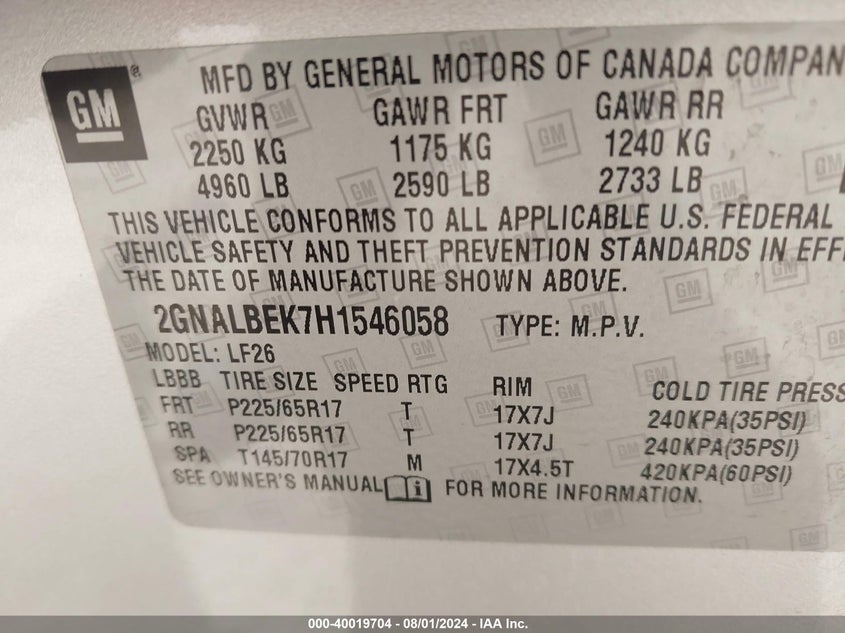 GM
MFD BY GENERAL MOTORS OF CANADA COMPAN
GVWR GAWR FRT GAWR RR
2250 KG 1175 KG 1240 KG
4960 LB 2590 LB 2733 LB
THIS VEHICLE CONFORMS TO ALL APPLICABLE U.S. FEDERAL
VEHICLE SAFETY AND THEFT PREVENTION STANDARDS IN EFF
THE DATE OF MANUFACTURE SHOWN ABOVE.
2GNALBEK7H1546058 TYPE: M.P.V.
MODEL: LF26
LBBB TIRE SIZE SPEED RTG RIM COLD TIRE PRESS
FRT P225/65R17 T 17X7J 240KPA(35PSI)
RR P225/65R17 T 17X7J 240KPA(35PSI)
SPA T145/70R17 M 17X4.5T 420KPA(60PSI)
SEE OWNER'S MANUAL i FOR MORE INFORMATION.
000-40019704 - 08/01/2024 - IAA Inc.